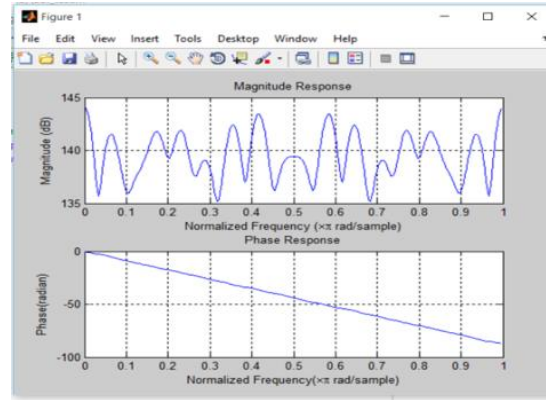 Figure 1
File Edit View Insert Tools Desktop Window Help
Magnitude Response
145
140
135
Magnitude (dB)
0 0.1 0.2 0.3 0.4 0.5 0.6 0.7 0.8 0.9 1
Normalized Frequency (×π rad/sample)
Phase Response
0
-50
-100
Phase(radian)
0 0.1 0.2 0.3 0.4 0.5 0.6 0.7 0.8 0.9 1
Normalized Frequency(×π rad/sample)